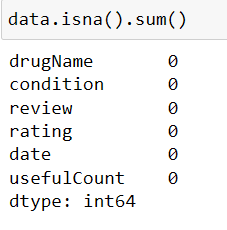 data.isna().sum()
drugName 0
condition 0
review 0
rating 0
date 0
usefulCount 0
dtype: int64